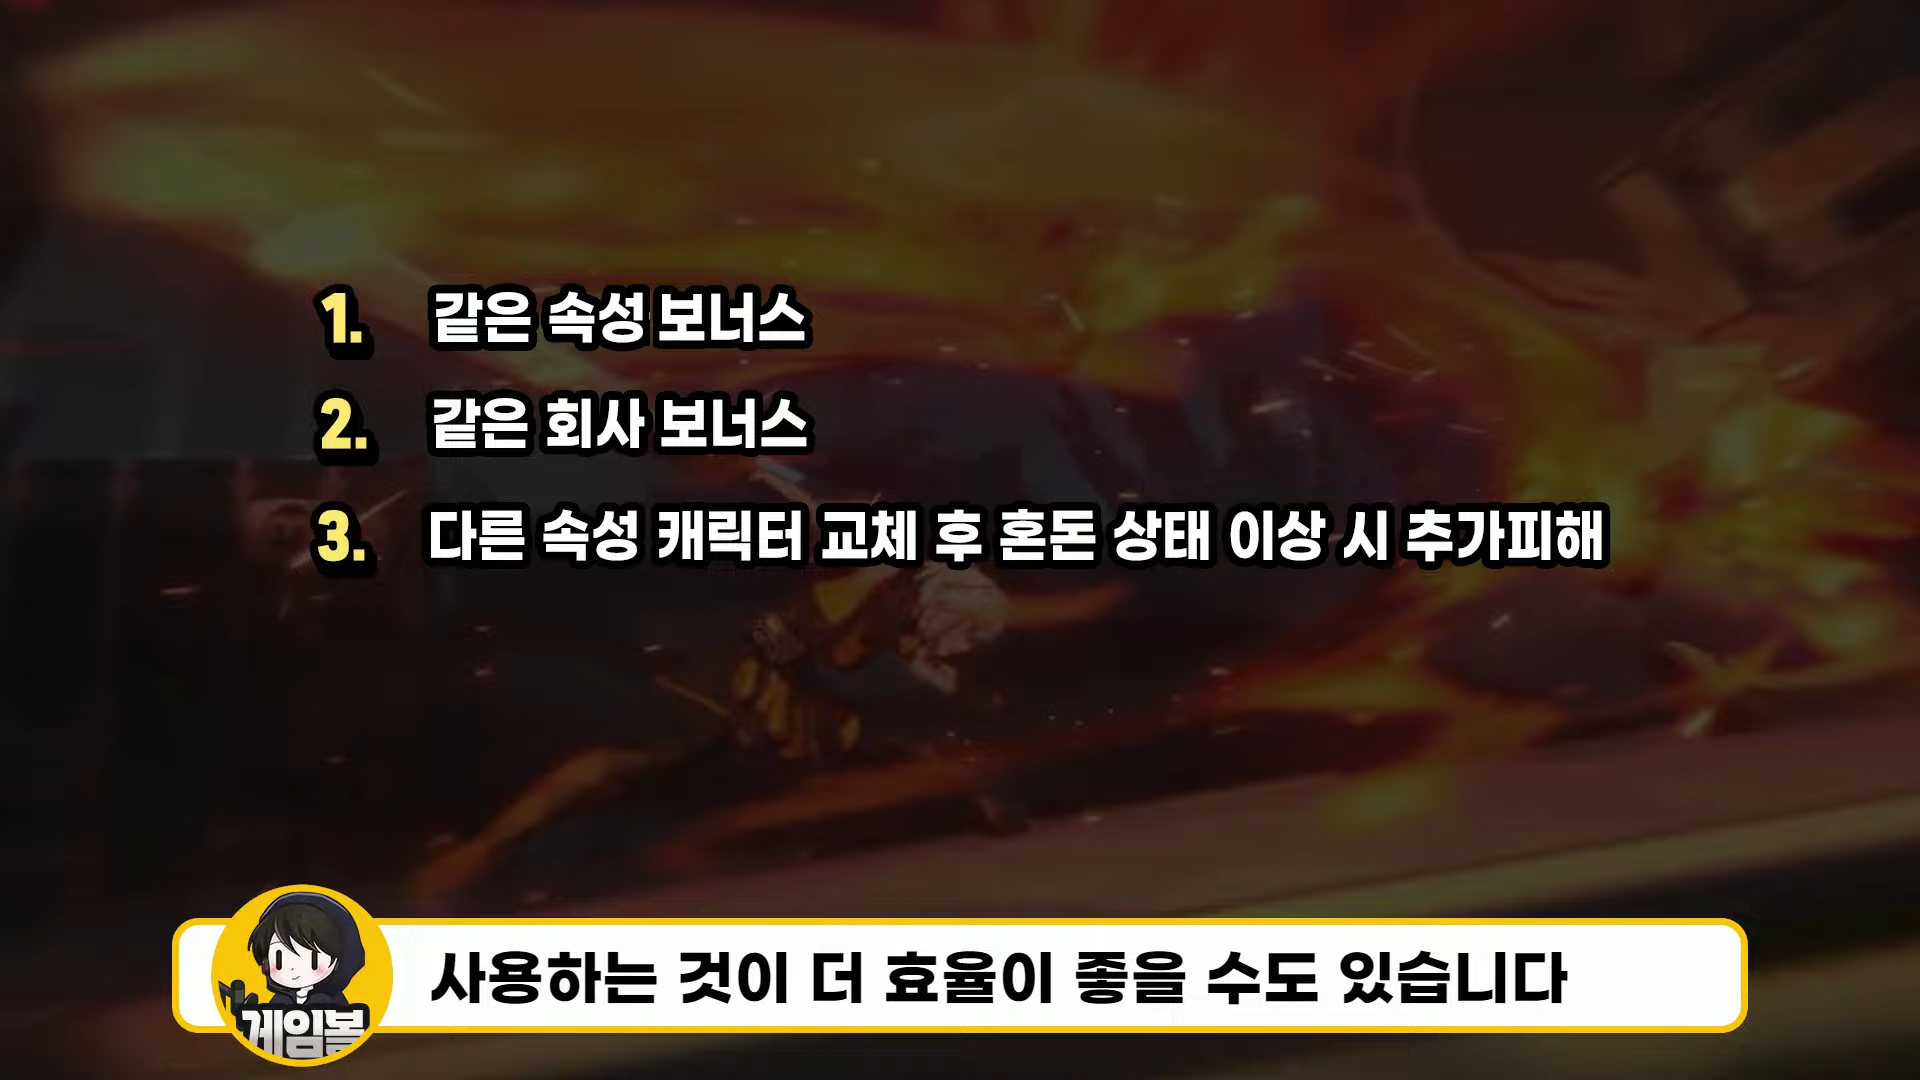 1. 같은 속성 보너스
2. 같은 회사 보너스
3. 다른 속성 캐릭터 교체 후 혼돈 상태 이상 시 추가피해
사용하는 것이 더 효율이 좋을 수도 있습니다
게임볼